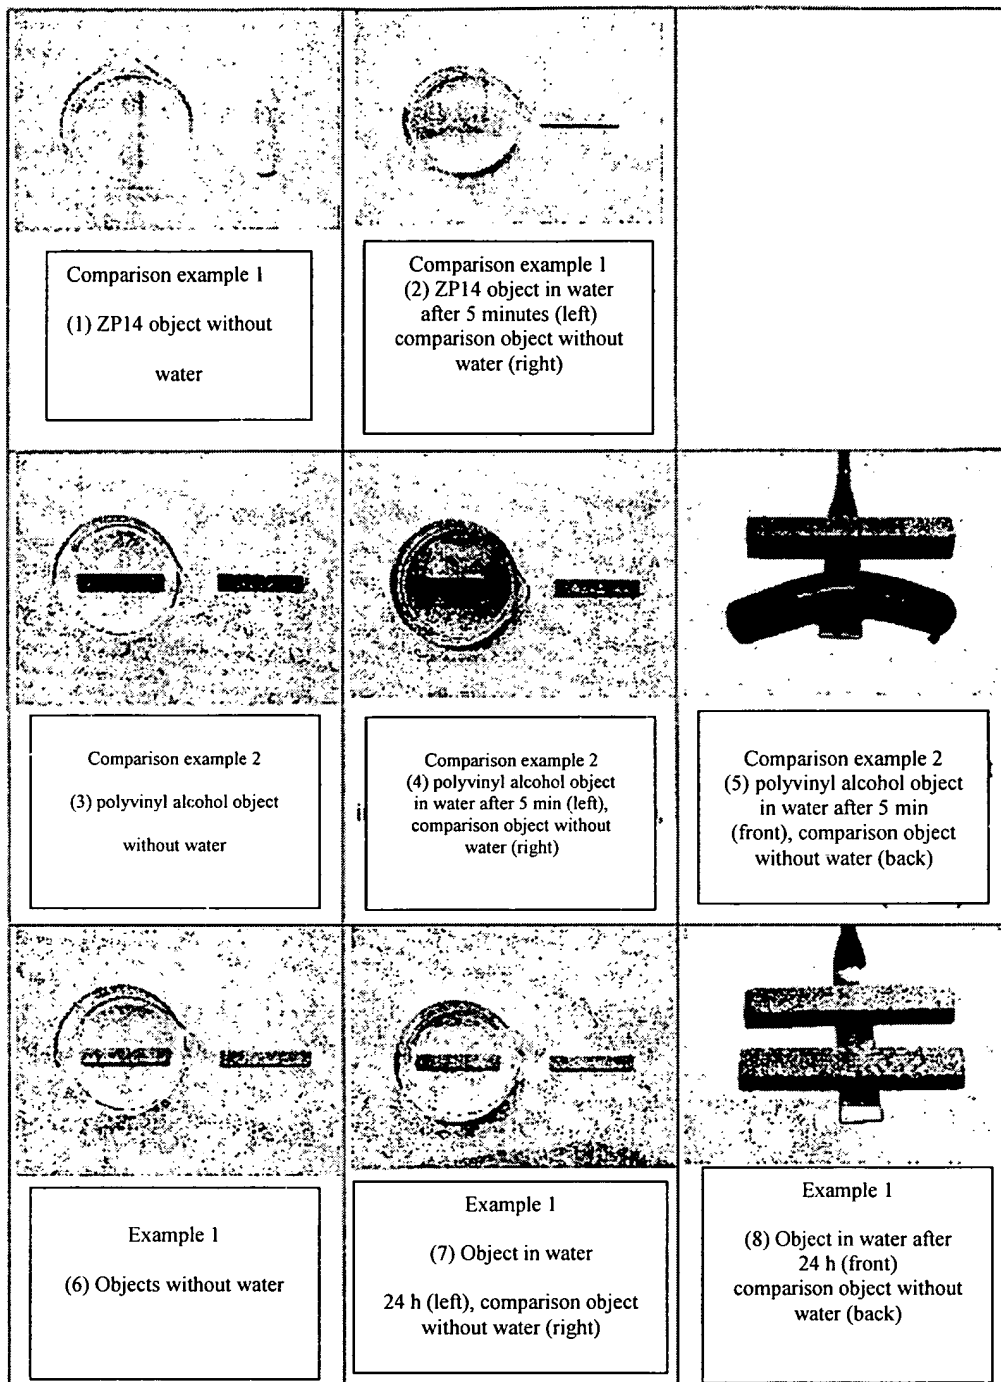 Comparison example 1
(1) ZP14 object without
water
Comparison example 1
(2) ZP14 object in water
after 5 minutes (left)
comparison object without
water (right)
Comparison example 2
(3) polyvinyl alcohol object
without water
Comparison example 2
(4) polyvinyl alcohol object
in water after 5 min (left),
comparison object without
water (right)
Comparison example 2
(5) polyvinyl alcohol object
in water after 5 min
(front), comparison object
without water (back)
Example 1
(6) Objects without water
Example 1
(7) Object in water
24 h (left), comparison object
without water (right)
Example 1
(8) Object in water after
24 h (front)
comparison object without
water (back)